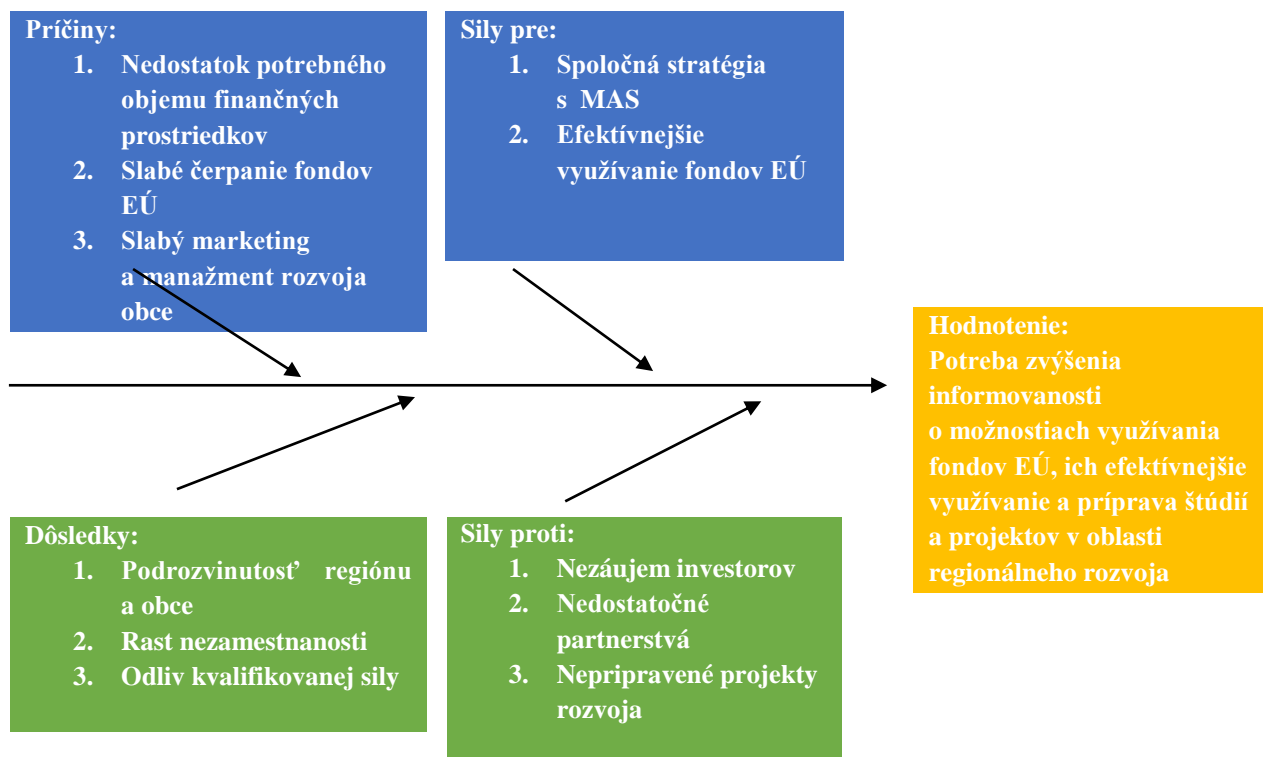 Príčiny:
1. Nedostatok potrebného
objemu finančných
prostriedkov
2. Slabé čerpanie fondov
EÚ
3. Slabý marketing
a manažment rozvoja
obce
Sily pre:
1. Spoločná stratégia
s MAS
2. Efektívnejšie
využívanie fondov EÚ
Hodnotenie:
Potreba zvýšenia
informovanosti
o možnostiach využívania
fondov EÚ, ich efektívnejšie
využívanie a príprava štúdií
a projektov v oblasti
regionálneho rozvoja
Dôsledky:
1. Podrozvinutosť regiónu
a obce
2. Rast nezamestnanosti
3. Odliv kvalifikovanej sily
Sily proti:
1. Nezáujem investorov
2. Nedostatočné
partnerstvá
3. Nepripravené projekty
rozvoja